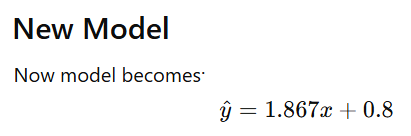 New Model
Now model becomes:
ŷ = 1.867x + 0.8